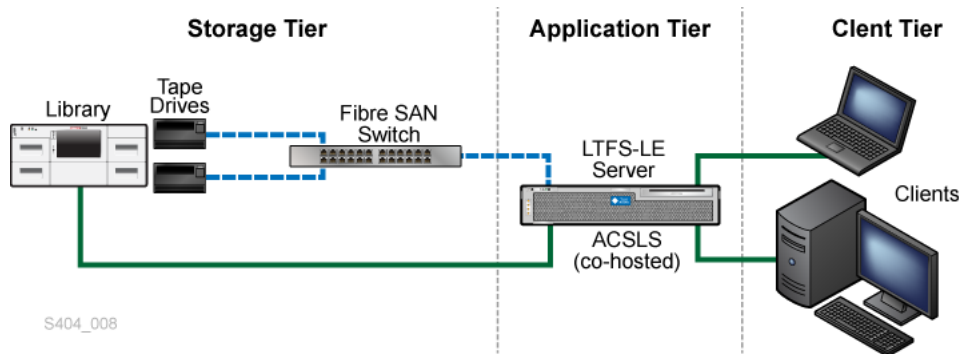 Storage Tier
Application Tier
Clent Tier
Library
Tape
Drives
Fibre SAN
Switch
LTFS-LE
Server
ACSLS
(co-hosted)
Clients
S404_008